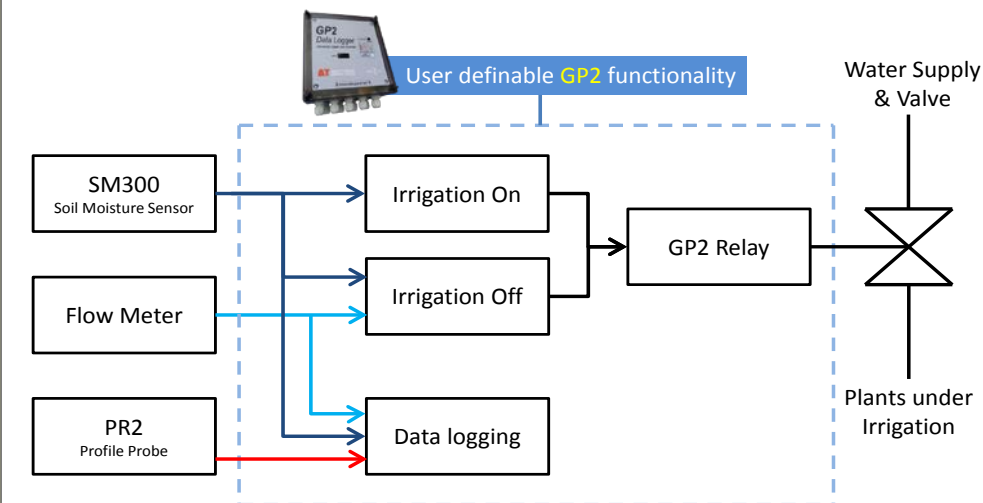 GP2
Data Logger
User definable GP2 functionality
Water Supply
& Valve
SM300
Soil Moisture Sensor
Irrigation On
GP2 Relay
Irrigation Off
Flow Meter
PR2
Profile Probe
Data logging
Plants under
Irrigation